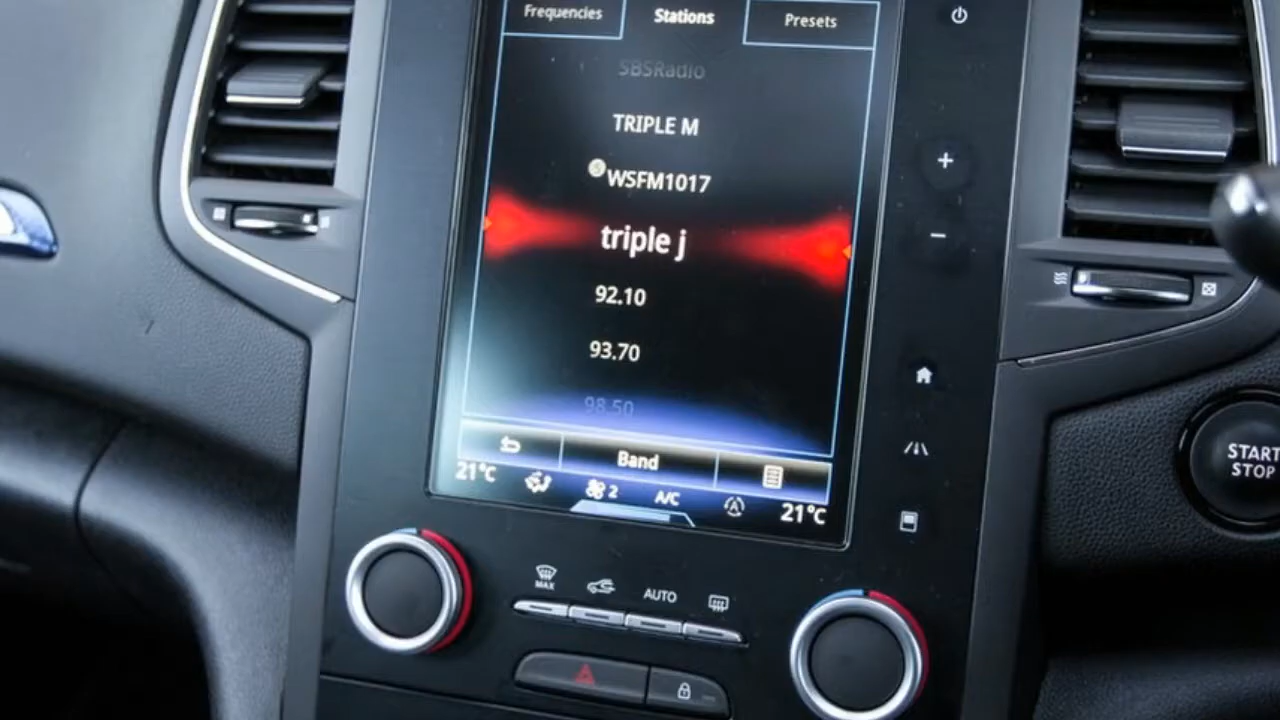 Frequencies
Stations
Presets
SBSRadio
TRIPLE M
WSFM1017
triple j
92.10
93.70
98.50
Band
21°C
2
A/C
A
21°C
MAX
AUTO
START
STOP